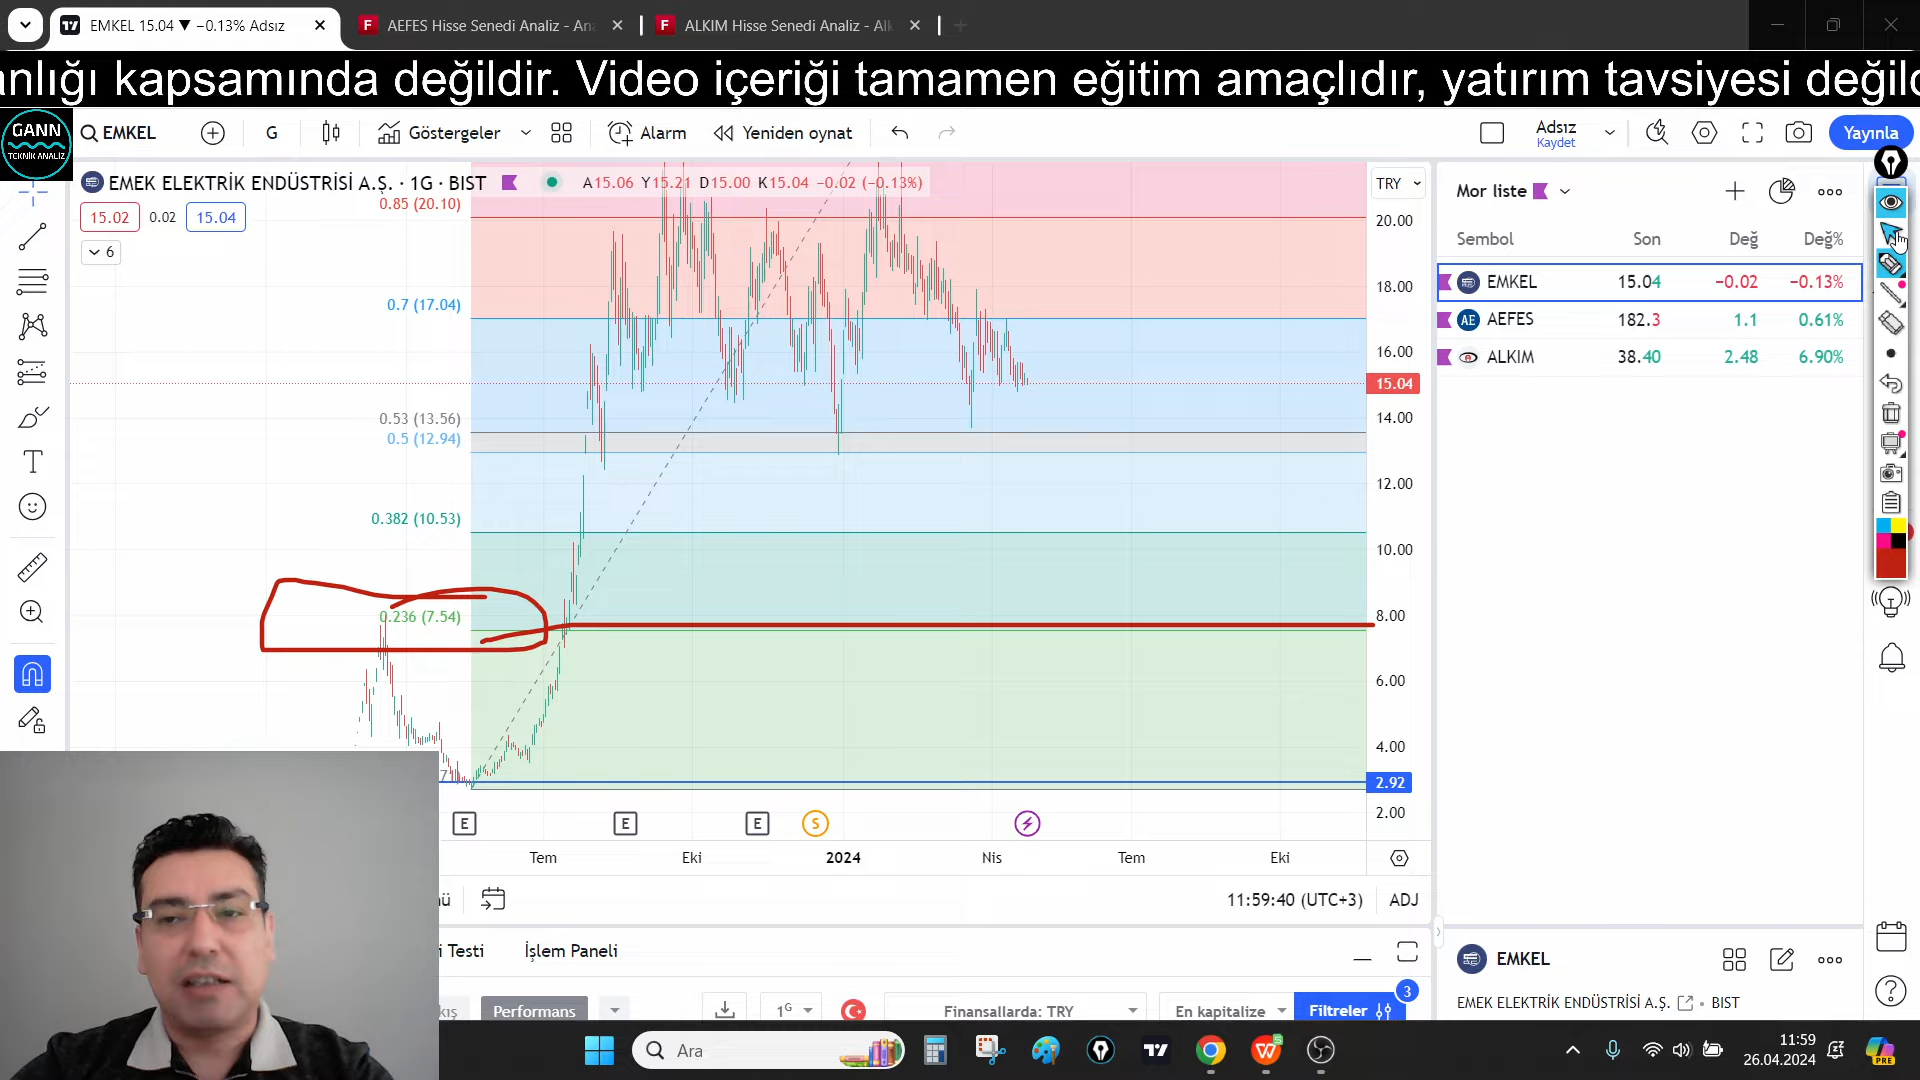 EMKEL 15.04 ▼ −0.13% Adsız
AEFES Hisse Senedi Analiz - An
ALKIM Hisse Senedi Analiz - Alk
anlığı kapsamında değildir. Video içeriği tamamen eğitim amaçlıdır, yatırım tavsiyesi değild
GANN
TEKNİK ANALİZ
EMKEL
G
Göstergeler
Alarm
Yeniden oynat
Adsız
Kaydet
Yayınla
EMEK ELEKTRİK ENDÜSTRİSİ A.Ş. · 1G · BIST
A15.06 Y15.21 D15.00 K15.04 −0.02 (−0.13%)
TRY
15.02
0.02
15.04
6
0.85 (20.10)
0.7 (17.04)
0.53 (13.56)
0.5 (12.94)
0.382 (10.53)
0.236 (7.54)
20.00
18.00
16.00
15.04
14.00
12.00
10.00
8.00
6.00
4.00
2.92
2.00
E
E
E
S
Tem
Eki
2024
Nis
Tem
Eki
11:59:40 (UTC+3)
ADJ
Mor liste
Sembol Son Değ Değ%
EMKEL 15.04 −0.02 −0.13%
AE AEFES 182.3 1.1 0.61%
ALKIM 38.40 2.48 6.90%
i Testi
İşlem Paneli
Performans
1G
Finansallarda: TRY
En kapitalize
Filtreler
3
EMKEL
EMEK ELEKTRİK ENDÜSTRİSİ A.Ş. • BIST
Ara
11:59
26.04.2024
PRE